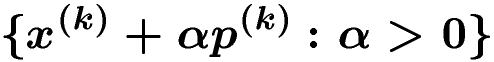 {x^{(k)} + αp^{(k)} : α > 0}